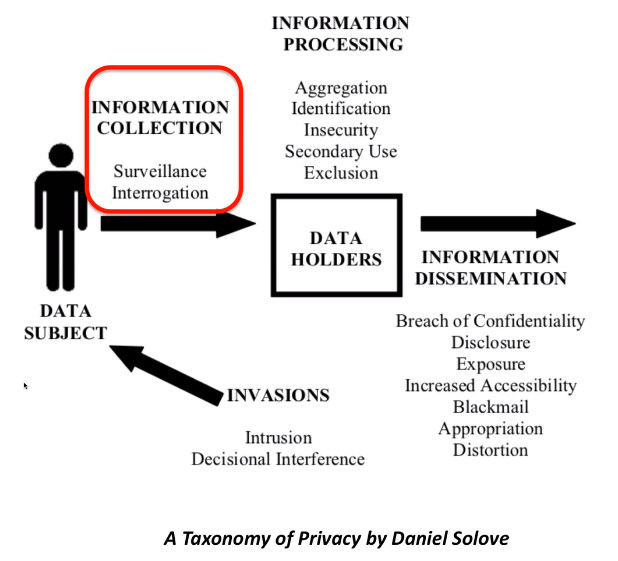 INFORMATION
PROCESSING
Aggregation
Identification
Insecurity
Secondary Use
Exclusion
INFORMATION
COLLECTION
Surveillance
Interrogation
DATA
HOLDERS
DATA
SUBJECT
INFORMATION
DISSEMINATION
Breach of Confidentiality
Disclosure
Exposure
Increased Accessibility
Blackmail
Appropriation
Distortion
INVASIONS
Intrusion
Decisional Interference
A Taxonomy of Privacy by Daniel Solove